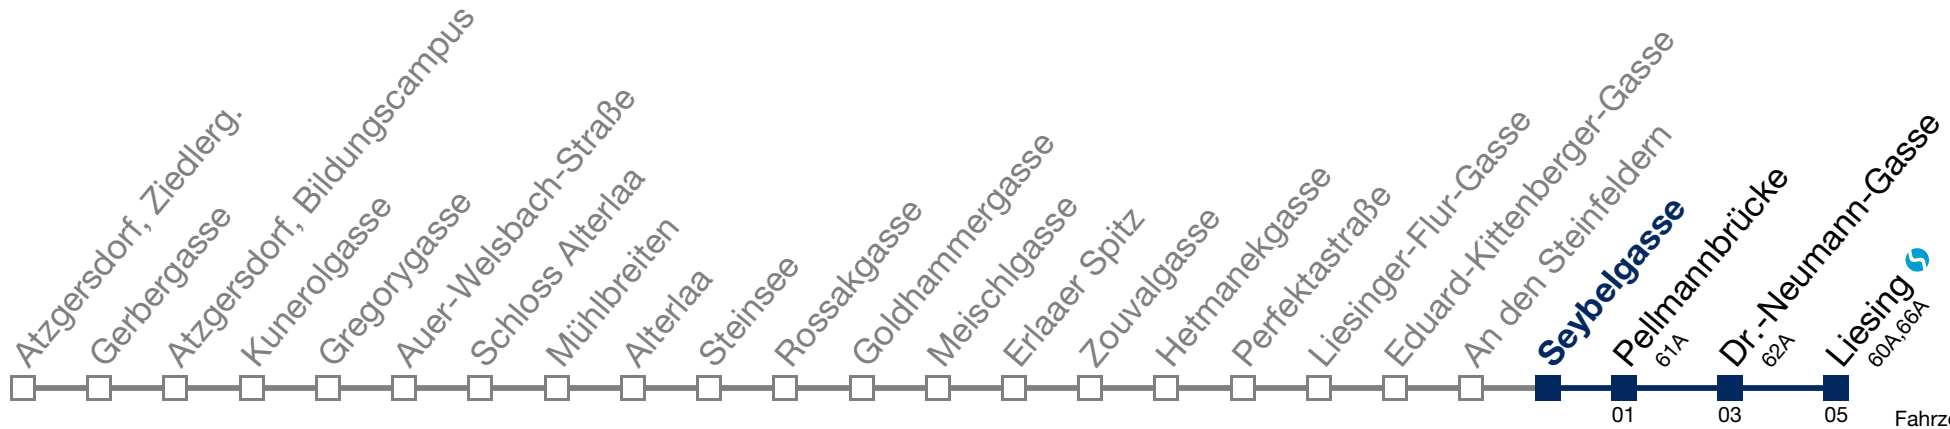 Atzgersdorf, Ziedlerg.
Gerbergasse
Atzgersdorf, Bildungscampus
Kunerolgasse
Gregorygasse
Auer-Welsbach-Straße
Schloss Alterlaa
Mühlbreiten
Alterlaa
Steinsee
Rossakgasse
Goldhammergasse
Meischlgasse
Erlaaer Spitz
Zouvalgasse
Hetmanekgasse
Perfektastraße
Liesinger-Flur-Gasse
Eduard-Kittenberger-Gasse
An den Steinfeldern
Seybelgasse
Pellmannbrücke
61A
Dr.-Neumann-Gasse
62A
Liesing
60A,66A
01
03
05
Fahrze